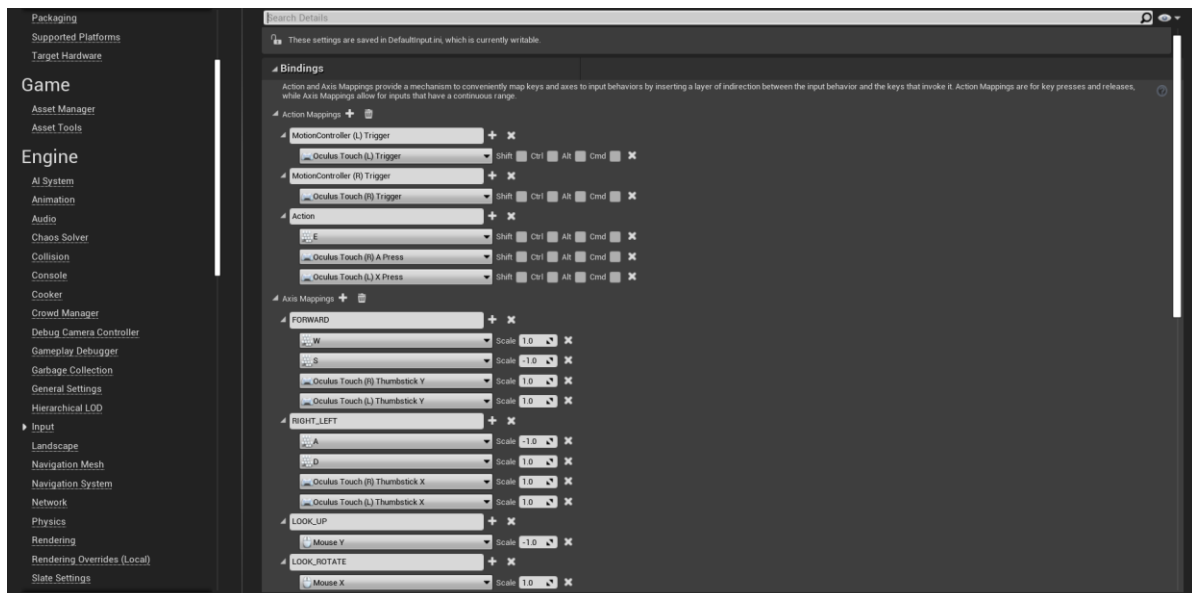 Packaging
Supported Platforms
Target Hardware
Game
Asset Manager
Asset Tools
Engine
AI System
Animation
Audio
Chaos Solver
Collision
Console
Cooker
Crowd Manager
Debug Camera Controller
Gameplay Debugger
Garbage Collection
General Settings
Hierarchical LOD
Input
Landscape
Navigation Mesh
Navigation System
Network
Physics
Rendering
Rendering Overrides (Local)
Slate Settings
Search Details
These settings are saved in DefaultInput.ini, which is currently writable.
Bindings
Action and Axis Mappings provide a mechanism to conveniently map keys and axes to input behaviors by inserting a layer of indirection between the input behavior and the keys that invoke it. Action Mappings are for key presses and releases,
while Axis Mappings allow for inputs that have a continuous range.
Action Mappings
MotionController (L) Trigger
Oculus Touch (L) Trigger Shift Ctrl Alt Cmd
MotionController (R) Trigger
Oculus Touch (R) Trigger Shift Ctrl Alt Cmd
Action
E Shift Ctrl Alt Cmd
Oculus Touch (R) A Press Shift Ctrl Alt Cmd
Oculus Touch (L) X Press Shift Ctrl Alt Cmd
Axis Mappings
FORWARD
W Scale 1.0
S Scale -1.0
Oculus Touch (R) Thumbstick Y Scale 1.0
Oculus Touch (L) Thumbstick Y Scale 1.0
RIGHT_LEFT
A Scale -1.0
D Scale 1.0
Oculus Touch (R) Thumbstick X Scale 1.0
Oculus Touch (L) Thumbstick X Scale 1.0
LOOK_UP
Mouse Y Scale -1.0
LOOK_ROTATE
Mouse X Scale 1.0